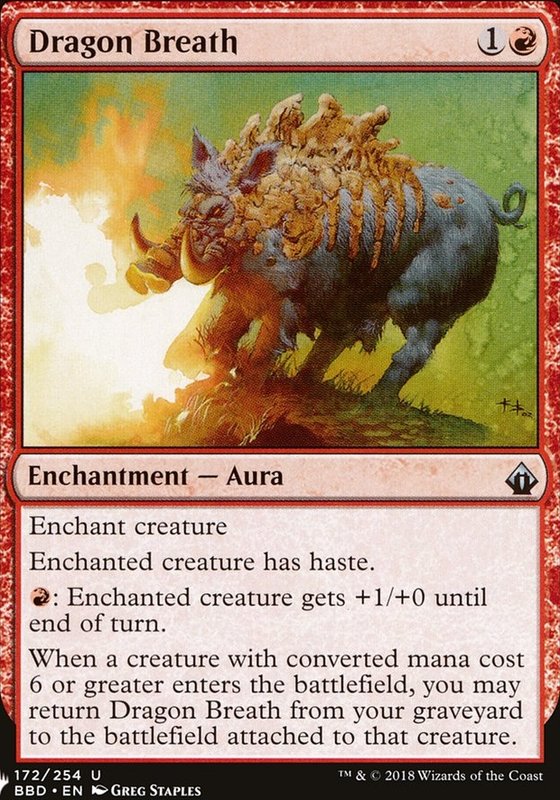 Dragon Breath 1
Enchantment — Aura
Enchant creature
Enchanted creature has haste.
: Enchanted creature gets +1/+0 until
end of turn.
When a creature with converted mana cost
6 or greater enters the battlefield, you may
return Dragon Breath from your graveyard
to the battlefield attached to that creature.
172/254 U
BBD • EN Greg Staples
™ & © 2018 Wizards of the Coast